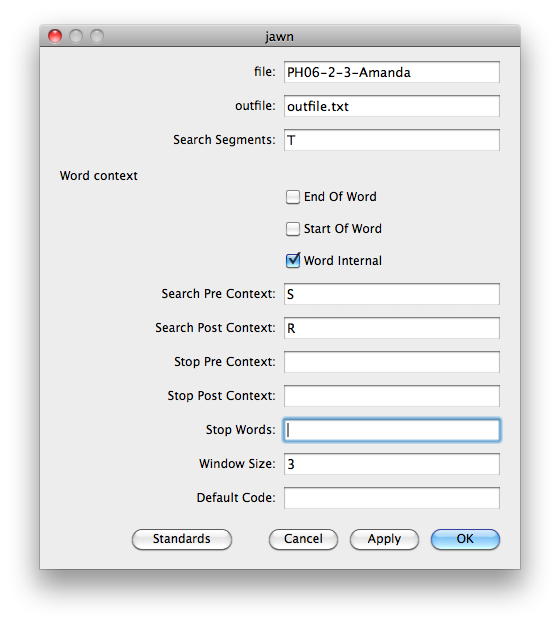 jawn
file: PH06-2-3-Amanda
outfile: outfile.txt
Search Segments: T
Word context
End Of Word
Start Of Word
Word Internal
Search Pre Context: S
Search Post Context: R
Stop Pre Context:
Stop Post Context:
Stop Words:
Window Size: 3
Default Code:
Standards Cancel Apply OK